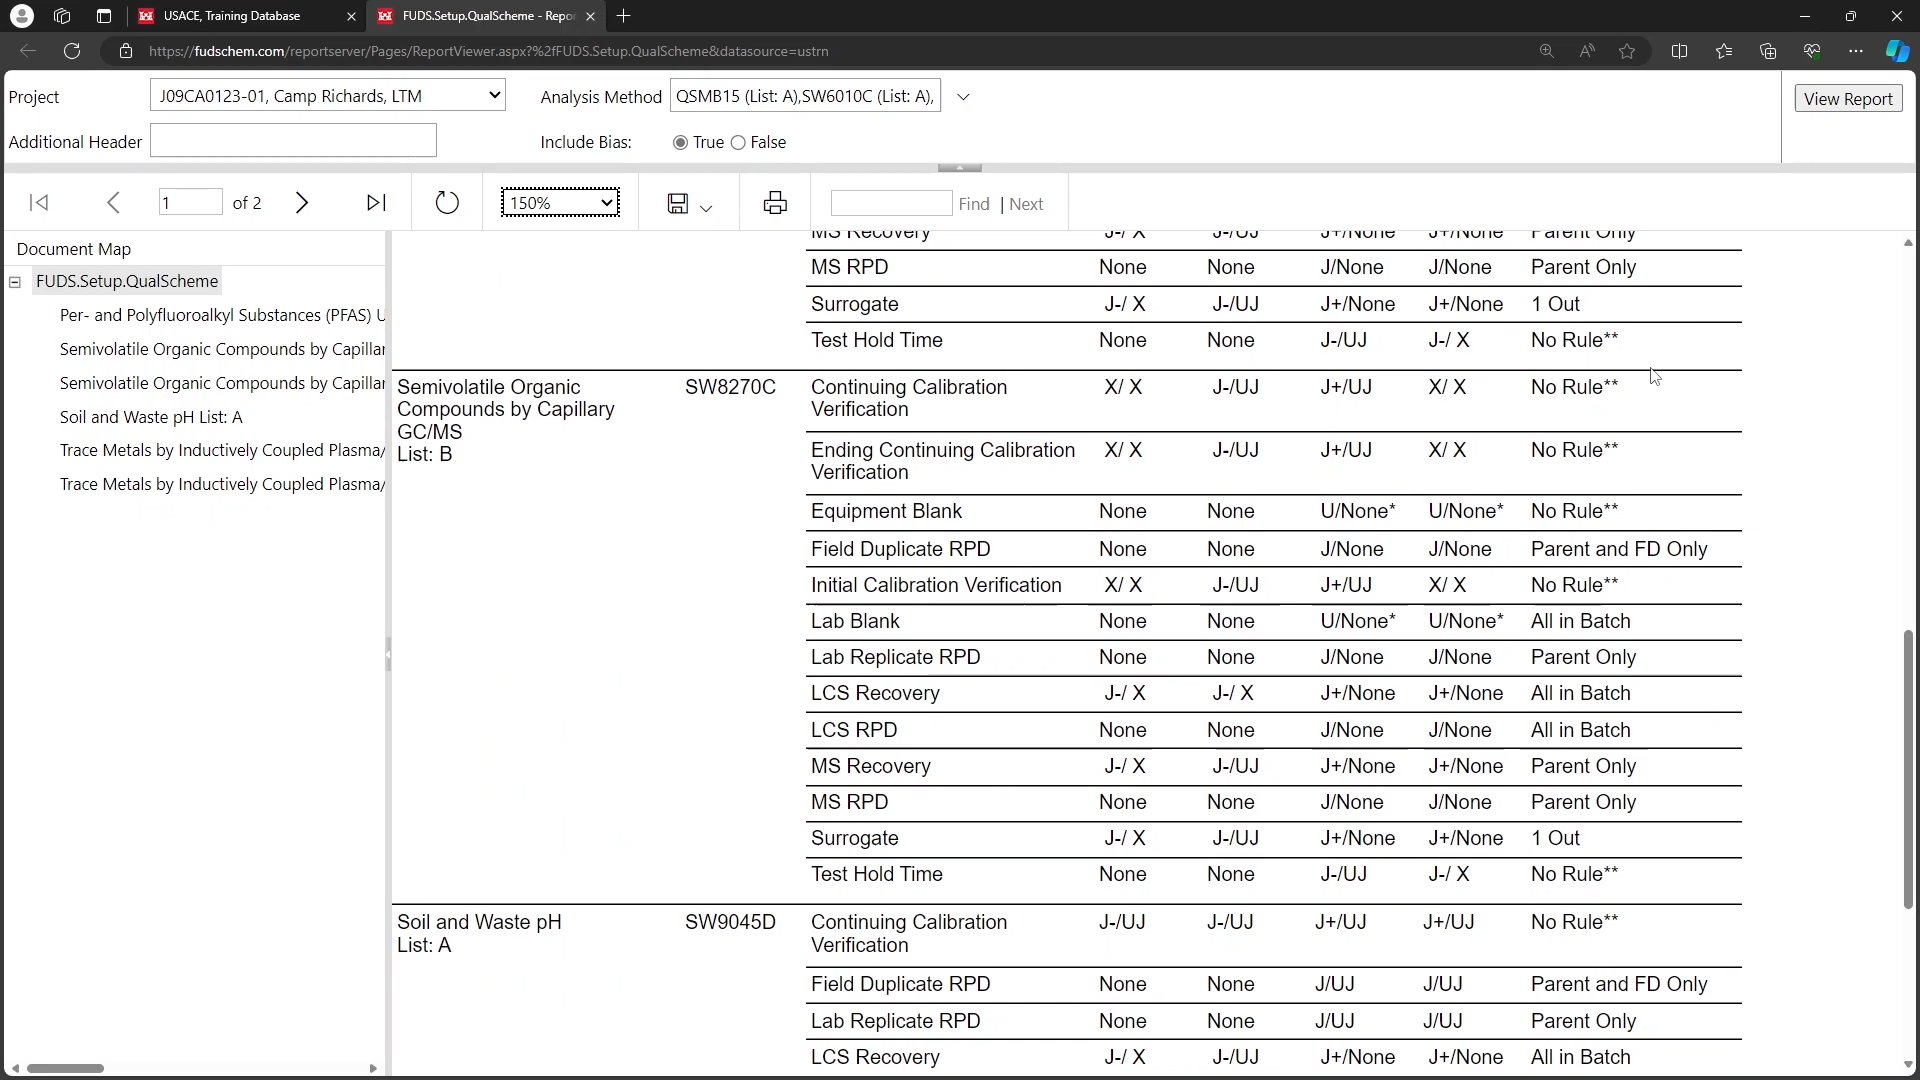 USACE, Training Database
FUDS.Setup.QualScheme - Repor
https://fudschem.com/reportserver/Pages/ReportViewer.aspx?%2fFUDS.Setup.QualScheme&datasource=ustrn
Project
J09CA0123-01, Camp Richards, LTM
Analysis Method
QSMB15 (List: A),SW6010C (List: A),
View Report
Additional Header
Include Bias:
True
False
1
of 2
150%
Find | Next
Document Map
FUDS.Setup.QualScheme
Per- and Polyfluoroalkyl Substances (PFAS) U
Semivolatile Organic Compounds by Capillar
Semivolatile Organic Compounds by Capillar
Soil and Waste pH List: A
Trace Metals by Inductively Coupled Plasma/
Trace Metals by Inductively Coupled Plasma/
MS Recovery J-/ X J-/UJ J+/None J+/None Parent Only
MS RPD None None J/None J/None Parent Only
Surrogate J-/ X J-/UJ J+/None J+/None 1 Out
Test Hold Time None None J-/UJ J-/ X No Rule**
Semivolatile Organic SW8270C Continuing Calibration X/ X J-/UJ J+/UJ X/ X No Rule**
Compounds by Capillary Verification
GC/MS
List: B
Ending Continuing Calibration X/ X J-/UJ J+/UJ X/ X No Rule**
Verification
Equipment Blank None None U/None* U/None* No Rule**
Field Duplicate RPD None None J/None J/None Parent and FD Only
Initial Calibration Verification X/ X J-/UJ J+/UJ X/ X No Rule**
Lab Blank None None U/None* U/None* All in Batch
Lab Replicate RPD None None J/None J/None Parent Only
LCS Recovery J-/ X J-/ X J+/None J+/None All in Batch
LCS RPD None None J/None J/None All in Batch
MS Recovery J-/ X J-/UJ J+/None J+/None Parent Only
MS RPD None None J/None J/None Parent Only
Surrogate J-/ X J-/UJ J+/None J+/None 1 Out
Test Hold Time None None J-/UJ J-/ X No Rule**
Soil and Waste pH SW9045D Continuing Calibration J-/UJ J-/UJ J+/UJ J+/UJ No Rule**
List: A Verification
Field Duplicate RPD None None J/UJ J/UJ Parent and FD Only
Lab Replicate RPD None None J/UJ J/UJ Parent Only
LCS Recovery J-/ X J-/UJ J+/None J+/None All in Batch